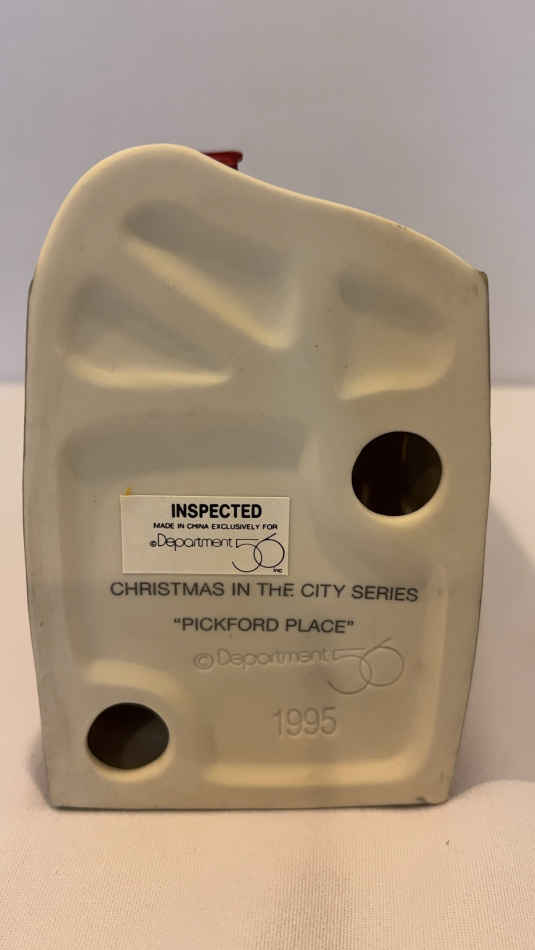 INSPECTED
MADE IN CHINA EXCLUSIVELY FOR
©Department 56 INC
CHRISTMAS IN THE CITY SERIES
"PICKFORD PLACE"
© Department 56
1995